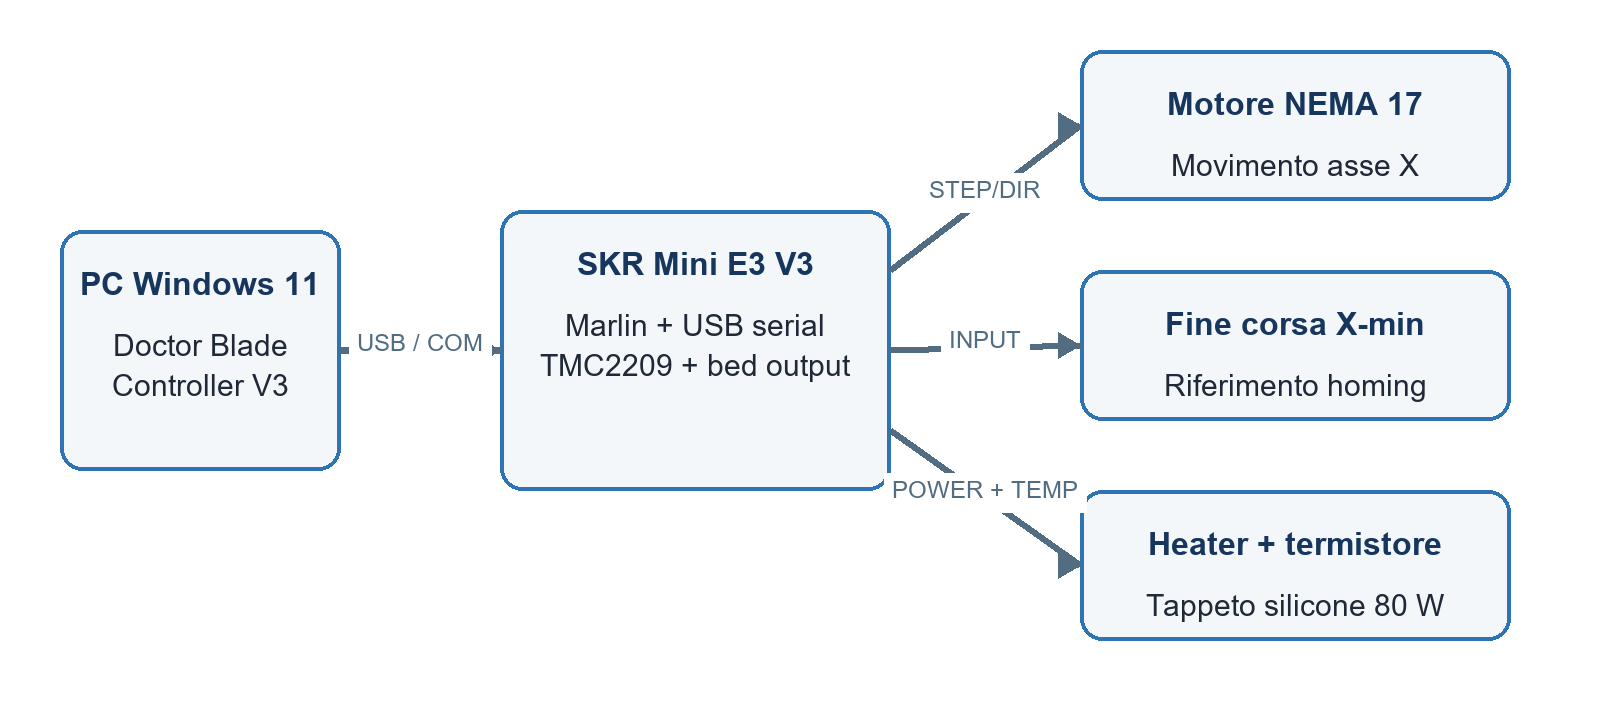 PC Windows 11
Doctor Blade
Controller V3
USB / COM
SKR Mini E3 V3
Marlin + USB serial
TMC2209 + bed output
STEP/DIR
Motore NEMA 17
Movimento asse X
INPUT
Fine corsa X-min
Riferimento homing
POWER + TEMP
Heater + termistore
Tappeto silicone 80 W